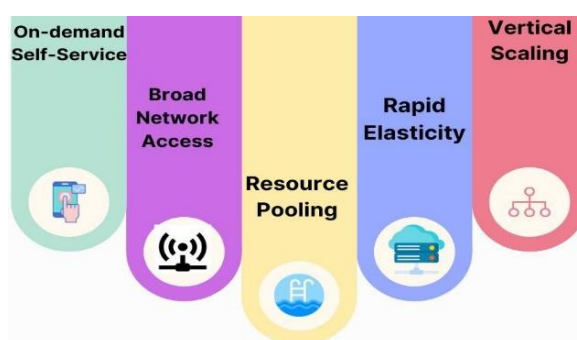 On-demand
Self-Service
Broad
Network
Access
Resource
Pooling
Rapid
Elasticity
Vertical
Scaling